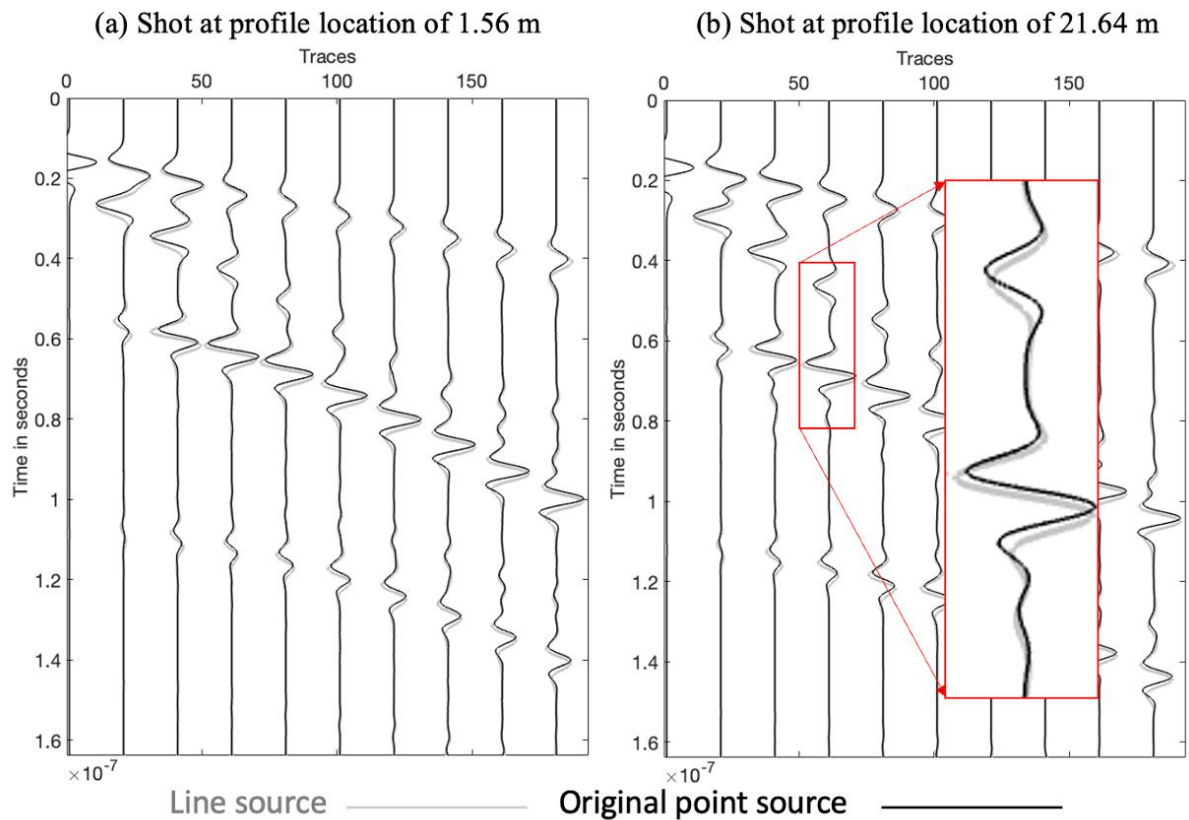 (a) Shot at profile location of 1.56 m
Traces
0 50 100 150
0
0.2
0.4
0.6
0.8
1
1.2
1.4
1.6
Time in seconds
×10-7
(b) Shot at profile location of 21.64 m
Traces
0 50 100 150
0
0.2
0.4
0.6
0.8
1
1.2
1.4
1.6
Time in seconds
×10-7
Line source
Original point source